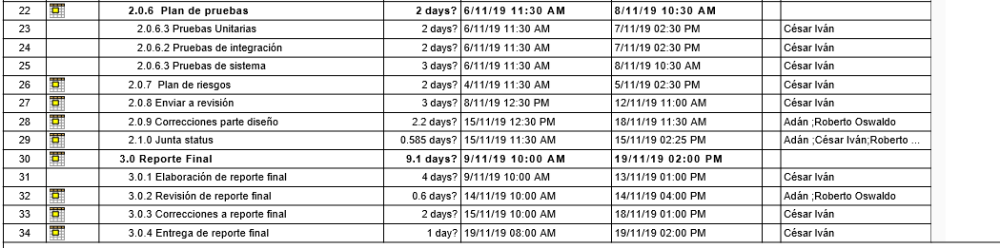 22 2.0.6 Plan de pruebas 2 days? 6/11/19 11:30 AM 8/11/19 10:30 AM
23 2.0.6.3 Pruebas Unitarias 2 days? 6/11/19 11:30 AM 7/11/19 02:30 PM César Iván
24 2.0.6.2 Pruebas de integración 2 days? 6/11/19 11:30 AM 7/11/19 02:30 PM César Iván
25 2.0.6.3 Pruebas de sistema 3 days? 6/11/19 11:30 AM 8/11/19 10:30 AM César Iván
26 2.0.7 Plan de riesgos 2 days? 4/11/19 11:30 AM 5/11/19 02:30 PM César Iván
27 2.0.8 Enviar a revisión 3 days? 8/11/19 12:30 PM 12/11/19 11:00 AM César Iván
28 2.0.9 Correcciones parte diseño 2.2 days? 15/11/19 12:30 PM 18/11/19 11:30 AM Adán ;Roberto Oswaldo
29 2.1.0 Junta status 0.585 days? 15/11/19 11:30 AM 15/11/19 02:25 PM Adán ;César Iván;Roberto ...
30 3.0 Reporte Final 9.1 days? 9/11/19 10:00 AM 19/11/19 02:00 PM
31 3.0.1 Elaboración de reporte final 4 days? 9/11/19 10:00 AM 13/11/19 01:00 PM César Iván
32 3.0.2 Revisión de reporte final 0.6 days? 14/11/19 10:00 AM 14/11/19 04:00 PM Adán ;Roberto Oswaldo
33 3.0.3 Correcciones a reporte final 2 days? 15/11/19 10:00 AM 18/11/19 01:00 PM César Iván
34 3.0.4 Entrega de reporte final 1 day? 19/11/19 08:00 AM 19/11/19 02:00 PM César Iván